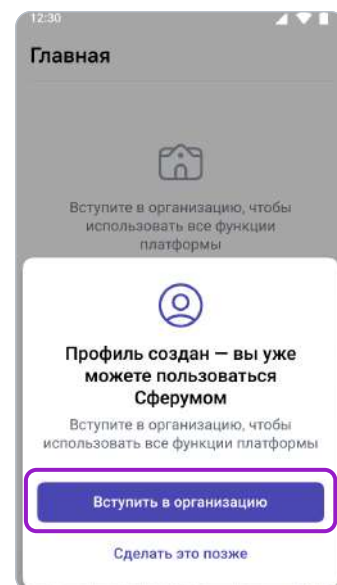 12:30
Главная
Вступите в организацию, чтобы
использовать все функции
платформы
Профиль создан — вы уже
можете пользоваться
Сферумом
Вступите в организацию, чтобы
использовать все функции платформы
Вступить в организацию
Сделать это позже